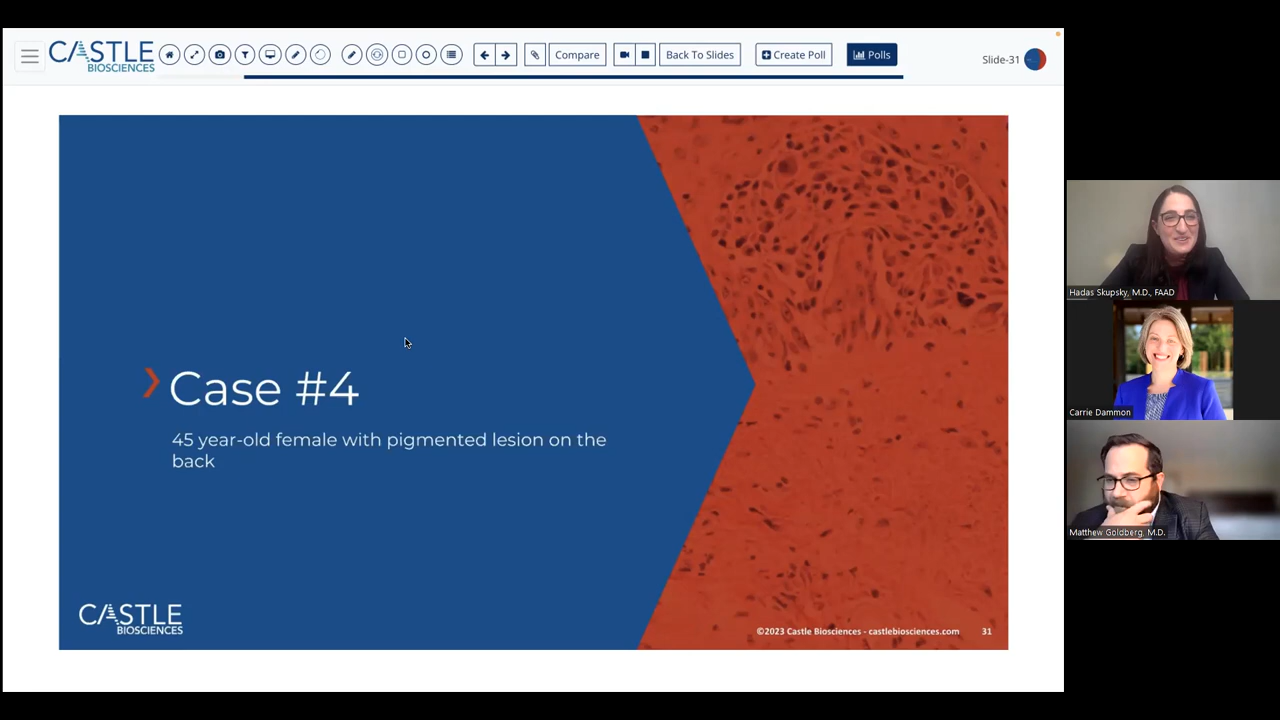 CASTLE
BIOSCIENCES
Compare
Back To Slides
Create Poll
Polls
Slide-31
Case #4
45 year-old female with pigmented lesion on the
back
CASTLE
BIOSCIENCES
©2023 Castle Biosciences - castlebiosciences.com 31
Hadas Skupsky, M.D., FAAD
Carrie Dammon
Matthew Goldberg, M.D.